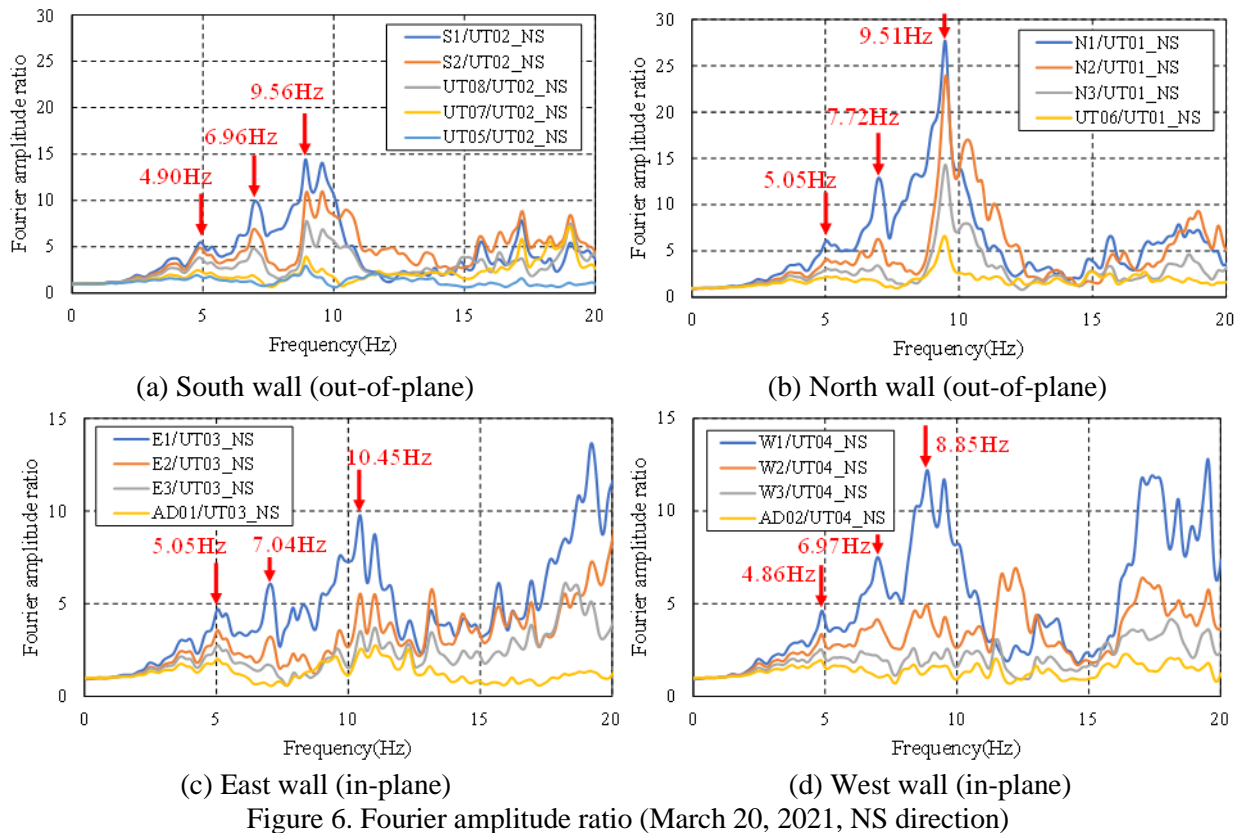 30
25
20
15
10
5
0
0
5
10
15
20
Fourier amplitude ratio
Frequency(Hz)
S1/UT02_NS
S2/UT02_NS
UT08/UT02_NS
UT07/UT02_NS
UT05/UT02_NS
4.90Hz
6.96Hz
9.56Hz
(a) South wall (out-of-plane)
30
25
20
15
10
5
0
0
5
10
15
20
Fourier amplitude ratio
Frequency(Hz)
N1/UT01_NS
N2/UT01_NS
N3/UT01_NS
UT06/UT01_NS
5.05Hz
7.72Hz
9.51Hz
(b) North wall (out-of-plane)
15
10
5
0
0
5
10
15
20
Fourier amplitude ratio
Frequency(Hz)
E1/UT03_NS
E2/UT03_NS
E3/UT03_NS
AD01/UT03_NS
5.05Hz
7.04Hz
10.45Hz
(c) East wall (in-plane)
15
10
5
0
0
5
10
15
20
Fourier amplitude ratio
Frequency(Hz)
W1/UT04_NS
W2/UT04_NS
W3/UT04_NS
AD02/UT04_NS
4.86Hz
6.97Hz
8.85Hz
(d) West wall (in-plane)
Figure 6. Fourier amplitude ratio (March 20, 2021, NS direction)